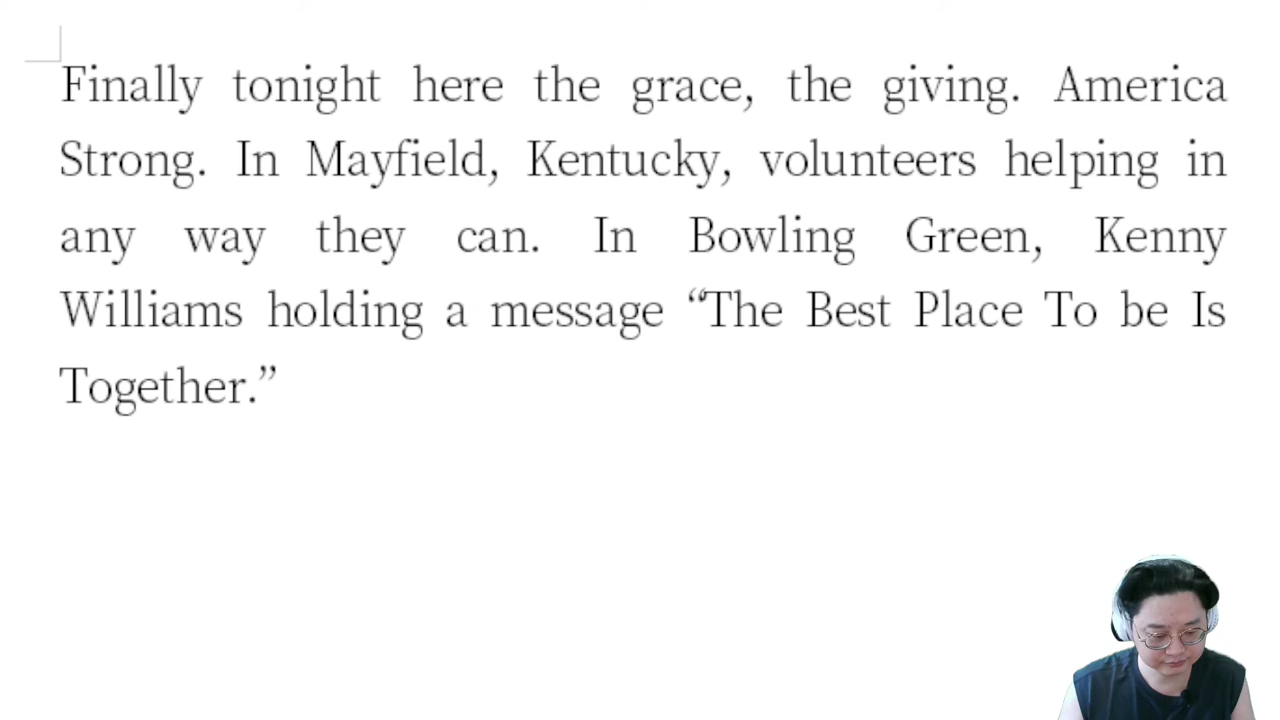 Finally tonight here the grace, the giving. America
Strong. In Mayfield, Kentucky, volunteers helping in
any way they can. In Bowling Green, Kenny
Williams holding a message “The Best Place To be Is
Together.”